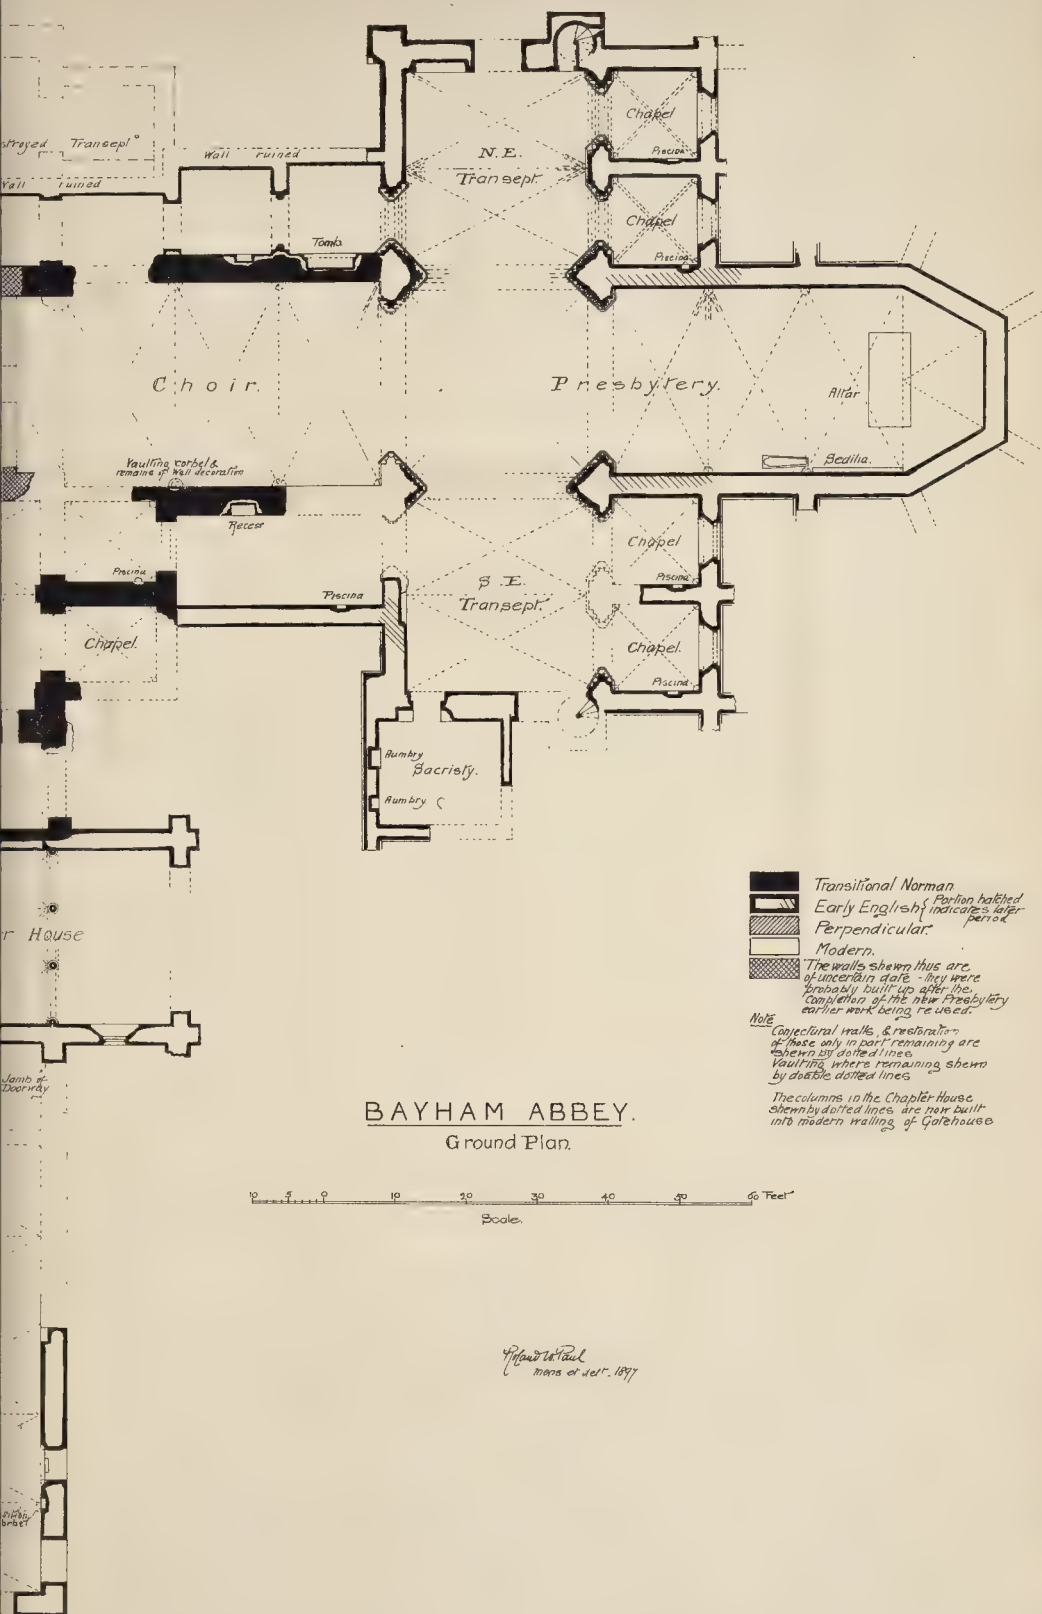 Chapel
Piscina
N.E.
Transept.
Transept
Wall ruined
Wall ruined
Chapel
Tomb.
Piscina
Choir.
Presbytery.
Altar
Vaulting corbel &
remains of Wall decoration
Sedilia.
Recess
Chapel
Piscina
Piscina
Piscina
S.E.
Transept.
Chapel.
Chapel.
Piscina.
Aumbry
Sacristy.
Aumbry
House
Jamb of
Doorway
Transitional Norman
Early English { Portion hatched
indicates later
period
Perpendicular.
Modern.
The walls shewn thus are
of uncertain date - they were
probably built up after the
completion of the new Presbytery
earlier work being re used.
Note
Conjectural walls, & restoration
of those only in part remaining are
shewn by dotted lines
Vaulting where remaining shewn
by double dotted lines
The columns in the Chapter House
shewn by dotted lines are now built
into modern walling of Gatehouse
BAYHAM ABBEY.
Ground Plan.
10 5 0 10 20 30 40 50 60 Feet
Scale.
Roland W. Paul
mens et delt. 1897